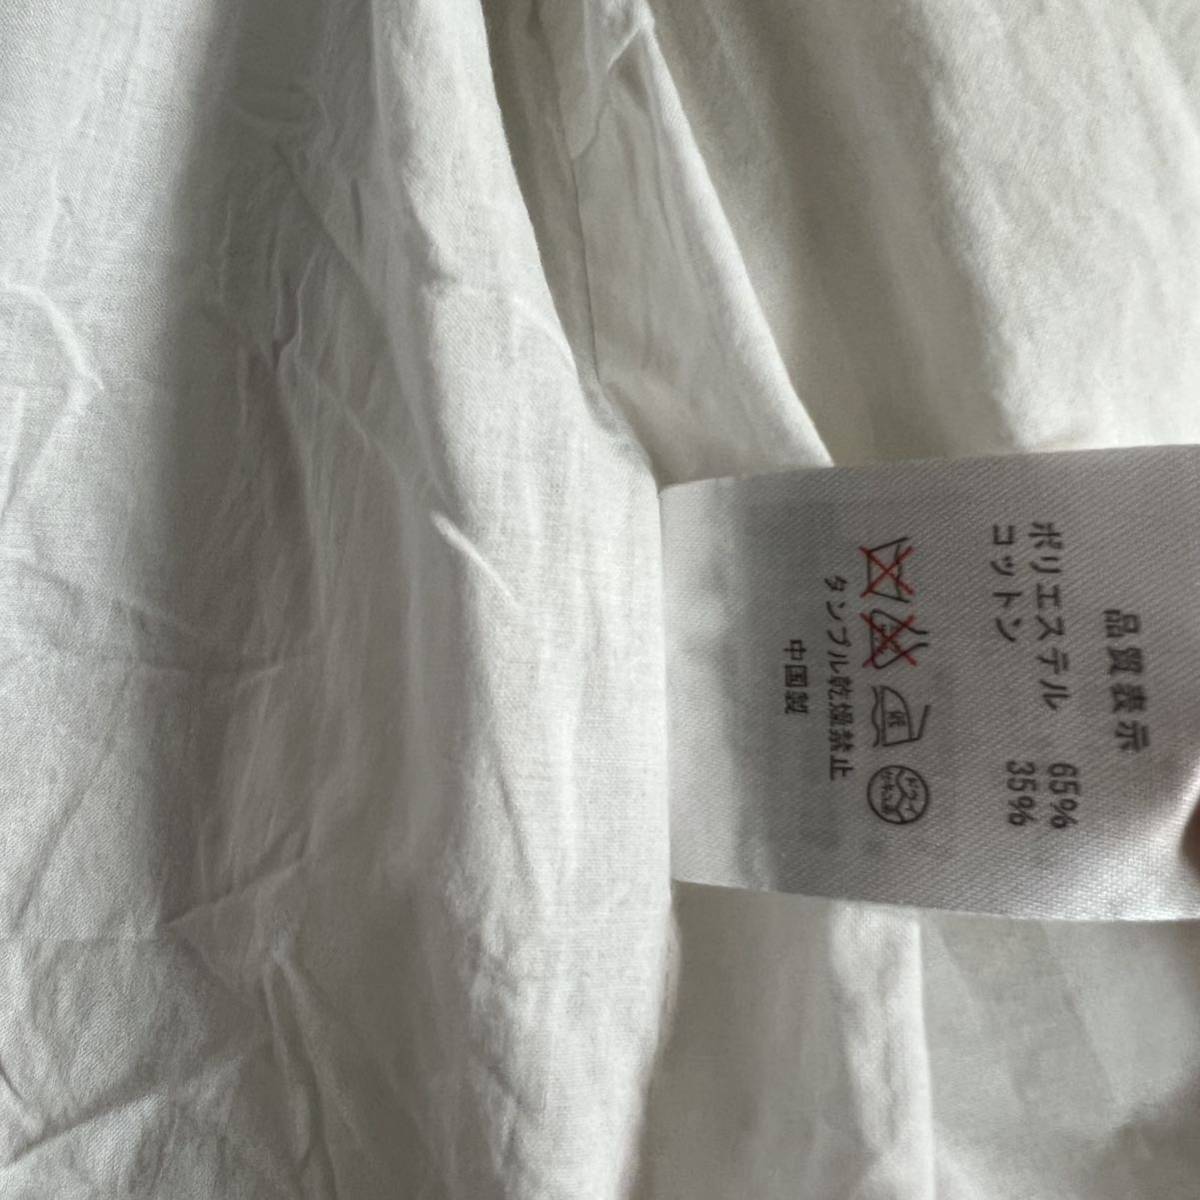 品質表示
ポリエステル 65%
コットン 35%
タンブル乾燥禁止
中国製